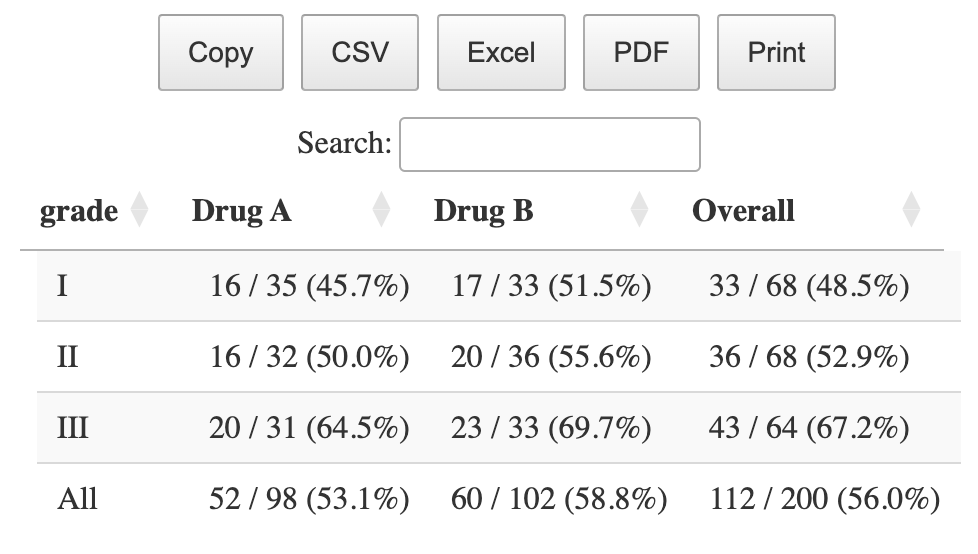 Copy CSV Excel PDF Print
Search:
grade Drug A Drug B Overall
I 16 / 35 (45.7%) 17 / 33 (51.5%) 33 / 68 (48.5%)
II 16 / 32 (50.0%) 20 / 36 (55.6%) 36 / 68 (52.9%)
III 20 / 31 (64.5%) 23 / 33 (69.7%) 43 / 64 (67.2%)
All 52 / 98 (53.1%) 60 / 102 (58.8%) 112 / 200 (56.0%)